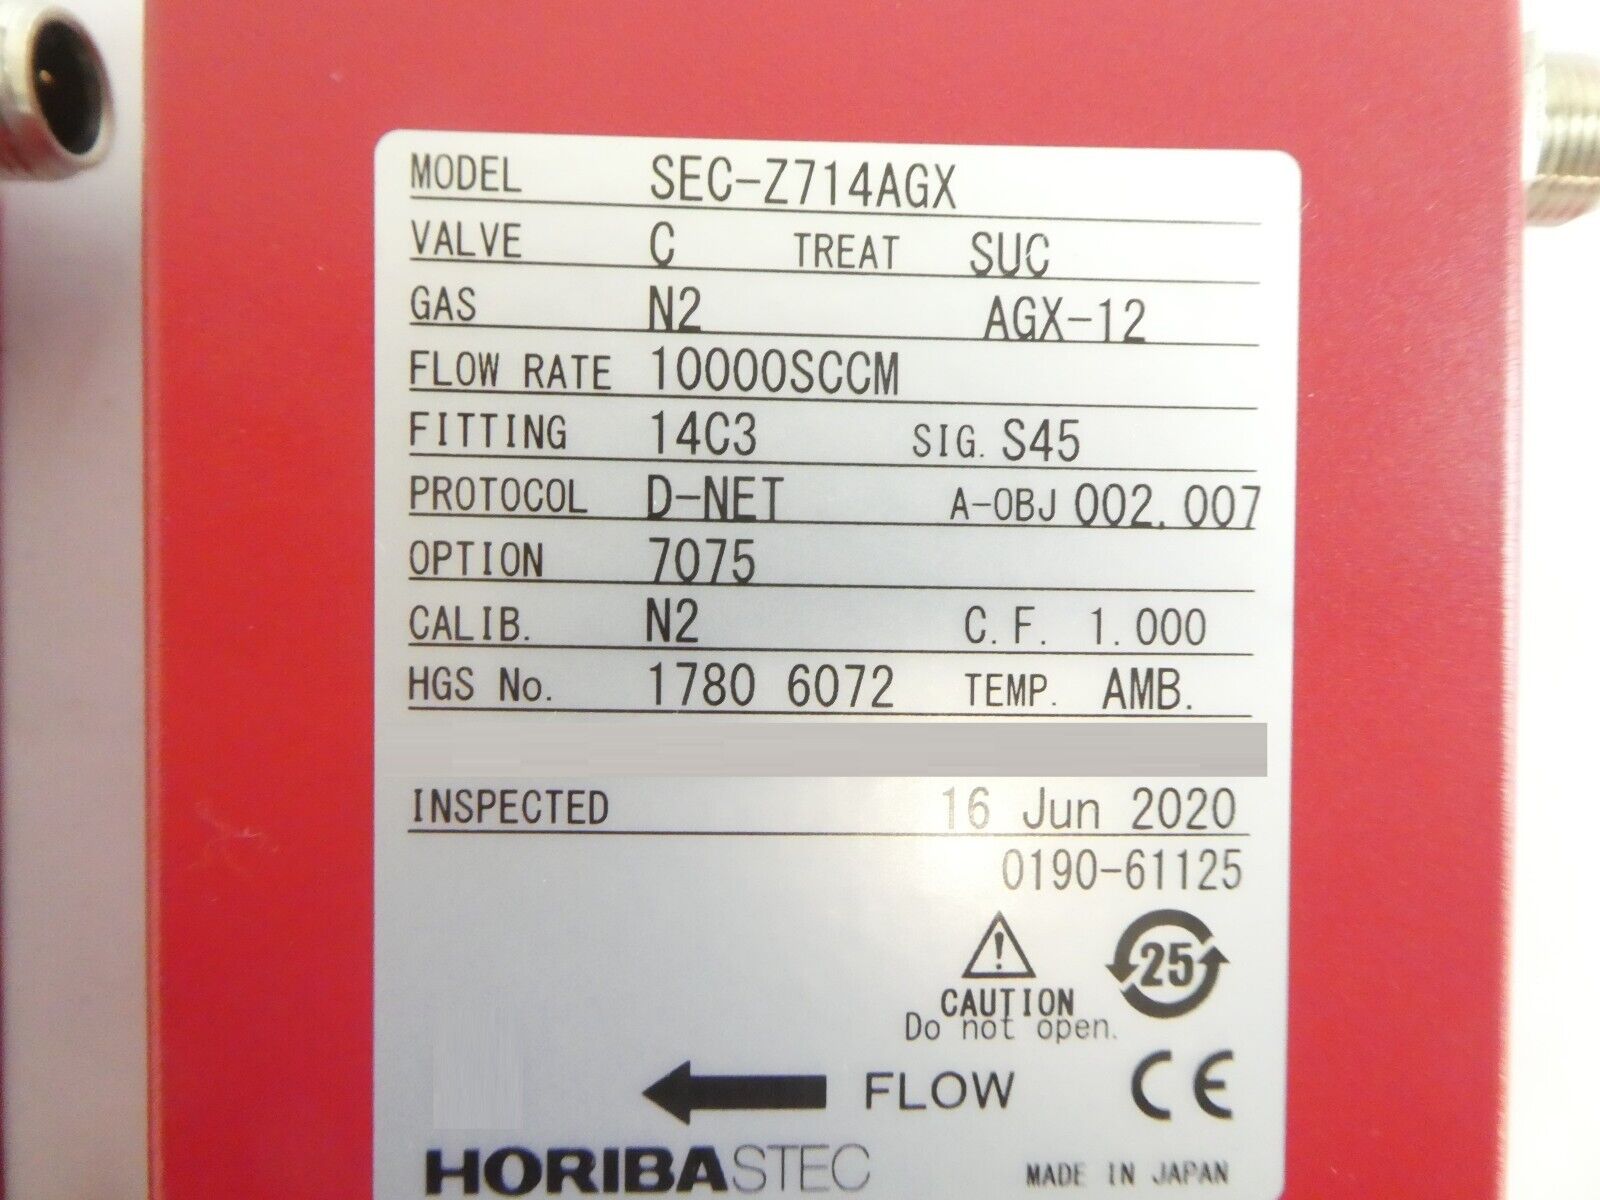 MODEL SEC-Z714AGX
VALVE C TREAT SUC
GAS N2 AGX-12
FLOW RATE 10000SCCM
FITTING 14C3 SIG. S45
PROTOCOL D-NET A-OBJ 002.007
OPTION 7075
CALIB. N2 C.F. 1.000
HGS No. 1780 6072 TEMP. AMB.
INSPECTED 16 Jun 2020
0190-61125
25
CAUTION
Do not open.
FLOW CE
HORIBASTEC MADE IN JAPAN